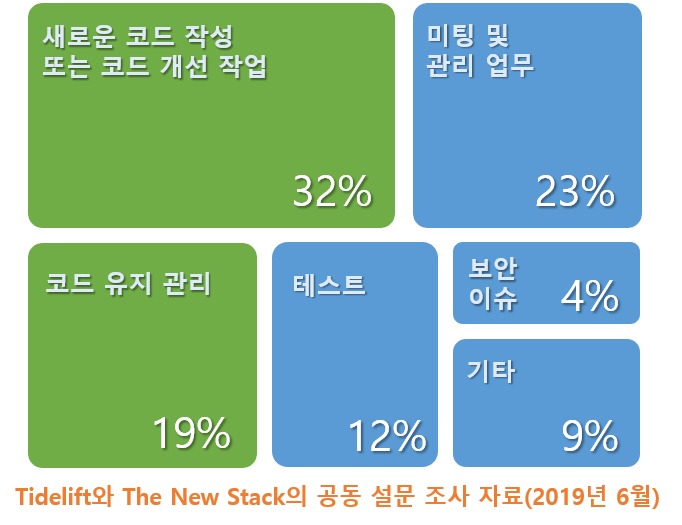 새로운 코드 작성
또는 코드 개선 작업
32%
미팅 및
관리 업무
23%
코드 유지 관리
19%
테스트
12%
보안
이슈
4%
기타
9%
Tidelift와 The New Stack의 공동 설문 조사 자료(2019년 6월)